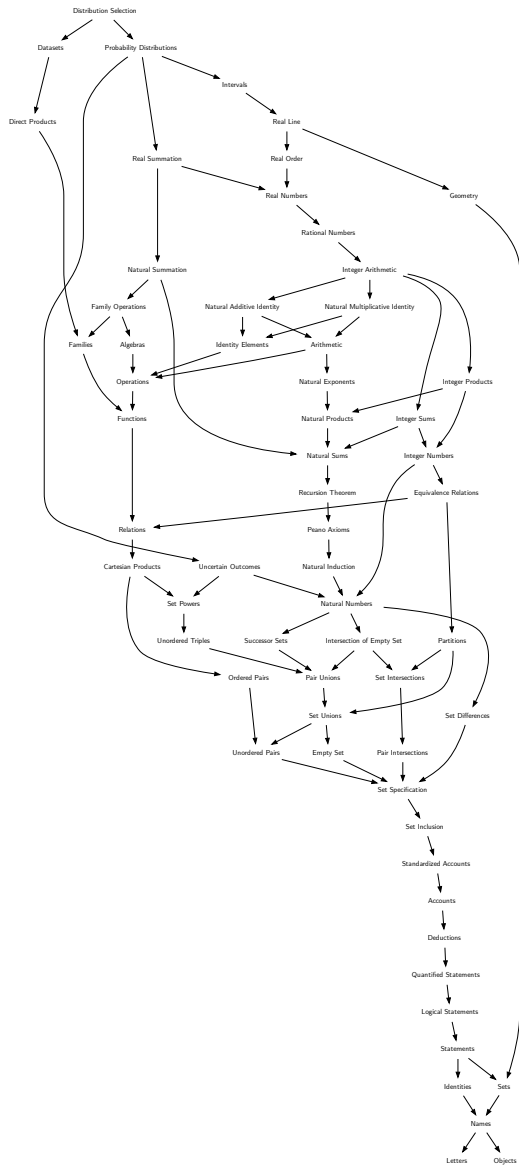 Distribution Selection
Datasets
Probability Distributions
Intervals
Direct Products
Real Line
Real Summation
Real Order
Real Numbers
Geometry
Rational Numbers
Natural Summation
Integer Arithmetic
Family Operations
Natural Additive Identity
Natural Multiplicative Identity
Families
Algebras
Identity Elements
Arithmetic
Operations
Natural Exponents
Integer Products
Functions
Natural Products
Integer Sums
Natural Sums
Integer Numbers
Recursion Theorem
Equivalence Relations
Relations
Peano Axioms
Cartesian Products
Uncertain Outcomes
Natural Induction
Set Powers
Natural Numbers
Unordered Triples
Successor Sets
Intersection of Empty Set
Partitions
Ordered Pairs
Pair Unions
Set Intersections
Set Unions
Set Differences
Unordered Pairs
Empty Set
Pair Intersections
Set Specification
Set Inclusion
Standardized Accounts
Accounts
Deductions
Quantified Statements
Logical Statements
Statements
Identities
Sets
Names
Letters
Objects